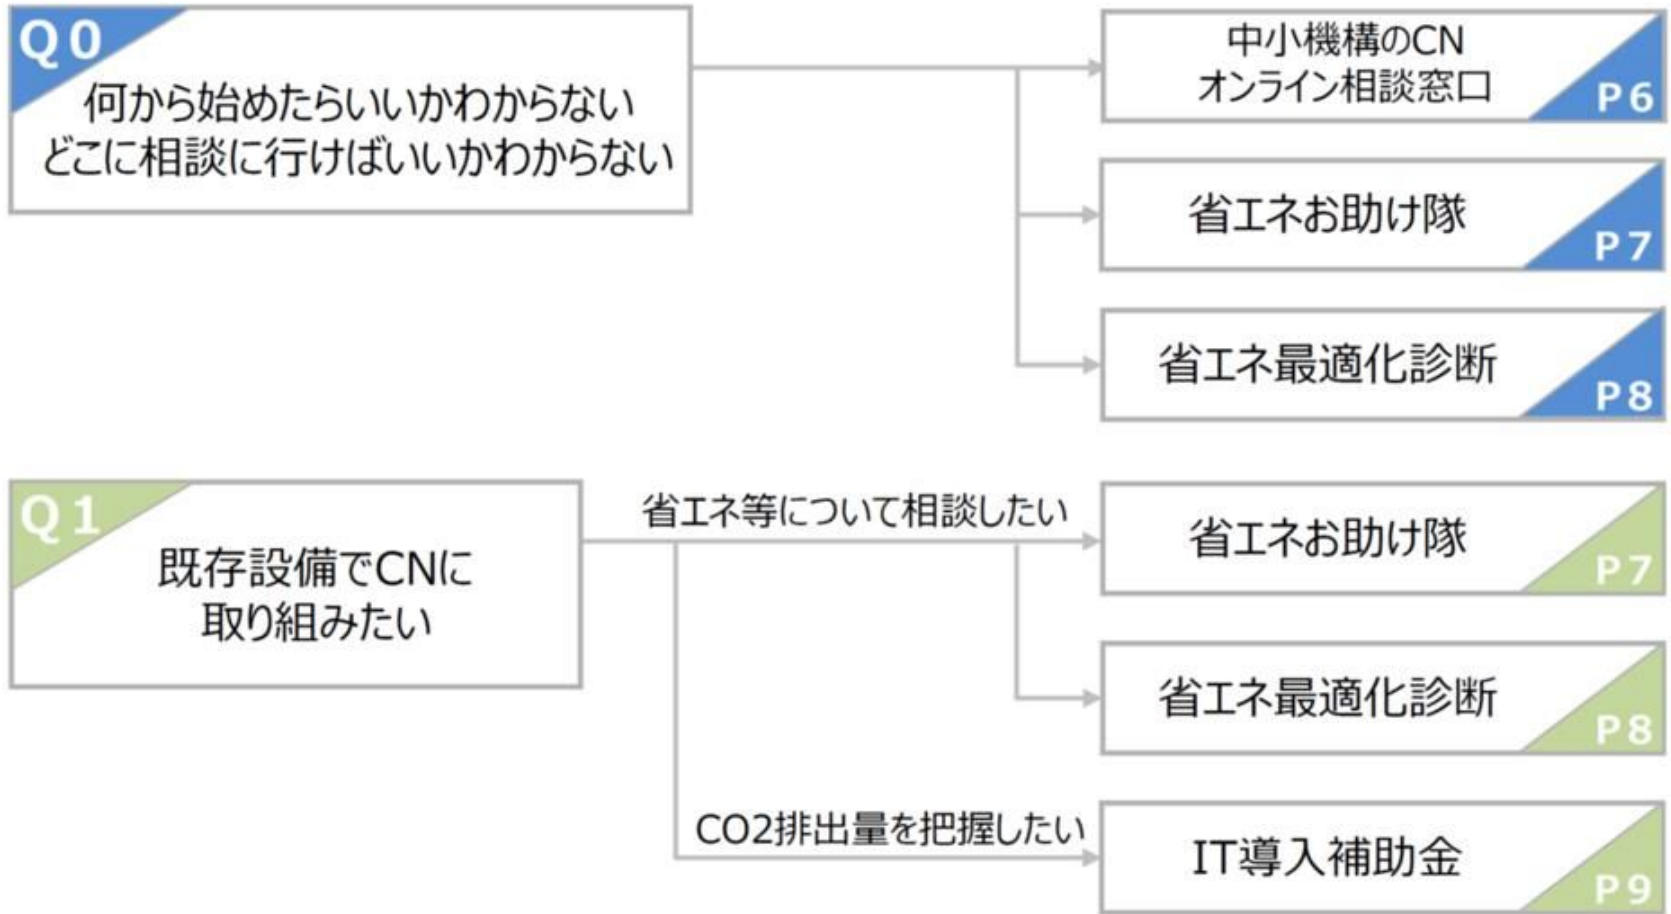 Q0
何から始めたらいいかわからない
どこに相談に行けばいいかわからない
中小機構のCN
オンライン相談窓口
P6
省エネお助け隊
P7
省エネ最適化診断
P8
Q1
既存設備でCNに
取り組みたい
省エネ等について相談したい
省エネお助け隊
P7
省エネ最適化診断
P8
CO2排出量を把握したい
IT導入補助金
P9